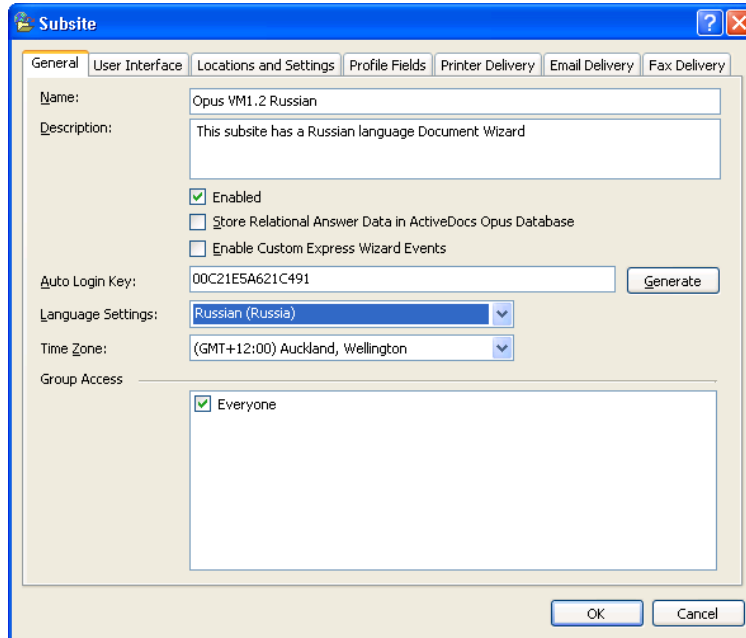 Subsite
General User Interface Locations and Settings Profile Fields Printer Delivery Email Delivery Fax Delivery
Name: Opus VM1.2 Russian
Description: This subsite has a Russian language Document Wizard
Enabled
Store Relational Answer Data in ActiveDocs Opus Database
Enable Custom Express Wizard Events
Auto Login Key: 00C21E5A621C491 Generate
Language Settings: Russian (Russia)
Time Zone: (GMT+12:00) Auckland, Wellington
Group Access
Everyone
OK Cancel